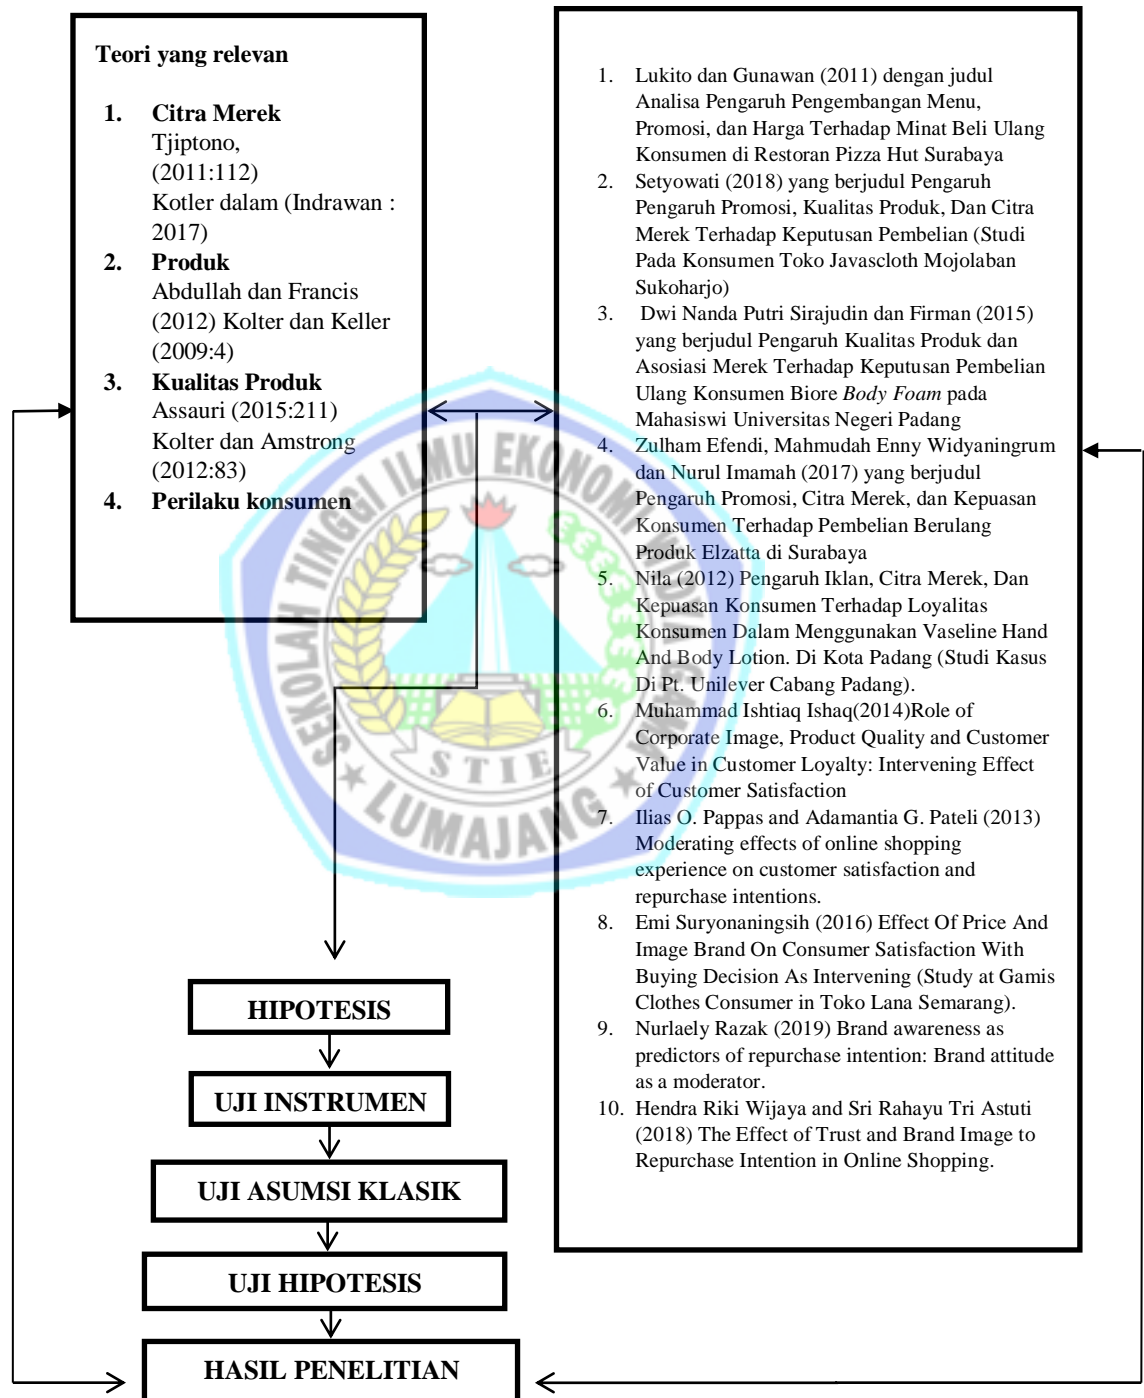 Teori yang relevan
1. Citra Merek
Tjiptono,
(2011:112)
Kotler dalam (Indrawan :
2017)
2. Produk
Abdullah dan Francis
(2012) Kolter dan Keller
(2009:4)
3. Kualitas Produk
Assauri (2015:211)
Kolter dan Amstrong
(2012:83)
4. Perilaku konsumen
1. Lukito dan Gunawan (2011) dengan judul
Analisa Pengaruh Pengembangan Menu,
Promosi, dan Harga Terhadap Minat Beli Ulang
Konsumen di Restoran Pizza Hut Surabaya
2. Setyowati (2018) yang berjudul Pengaruh
Pengaruh Promosi, Kualitas Produk, Dan Citra
Merek Terhadap Keputusan Pembelian (Studi
Pada Konsumen Toko Javascloth Mojolaban
Sukoharjo)
3. Dwi Nanda Putri Sirajudin dan Firman (2015)
yang berjudul Pengaruh Kualitas Produk dan
Asosiasi Merek Terhadap Keputusan Pembelian
Ulang Konsumen Biore Body Foam pada
Mahasiswi Universitas Negeri Padang
4. Zulham Efendi, Mahmudah Enny Widyaningrum
dan Nurul Imamah (2017) yang berjudul
Pengaruh Promosi, Citra Merek, dan Kepuasan
Konsumen Terhadap Pembelian Berulang
Produk Elzatta di Surabaya
5. Nila (2012) Pengaruh Iklan, Citra Merek, Dan
Kepuasan Konsumen Terhadap Loyalitas
Konsumen Dalam Menggunakan Vaseline Hand
And Body Lotion. Di Kota Padang (Studi Kasus
Di Pt. Unilever Cabang Padang).
6. Muhammad Ishtiaq Ishaq(2014)Role of
Corporate Image, Product Quality and Customer
Value in Customer Loyalty: Intervening Effect
of Customer Satisfaction
7. Ilias O. Pappas and Adamantia G. Pateli (2013)
Moderating effects of online shopping
experience on customer satisfaction and
repurchase intentions.
8. Emi Suryonaningsih (2016) Effect Of Price And
Image Brand On Consumer Satisfaction With
Buying Decision As Intervening (Study at Gamis
Clothes Consumer in Toko Lana Semarang).
9. Nurlaely Razak (2019) Brand awareness as
predictors of repurchase intention: Brand attitude
as a moderator.
10. Hendra Riki Wijaya and Sri Rahayu Tri Astuti
(2018) The Effect of Trust and Brand Image to
Repurchase Intention in Online Shopping.
SEKOLAH TINGGI ILMU EKONOMI WIDYA GAMA
STIE
LUMAJANG
HIPOTESIS
UJI INSTRUMEN
UJI ASUMSI KLASIK
UJI HIPOTESIS
HASIL PENELITIAN